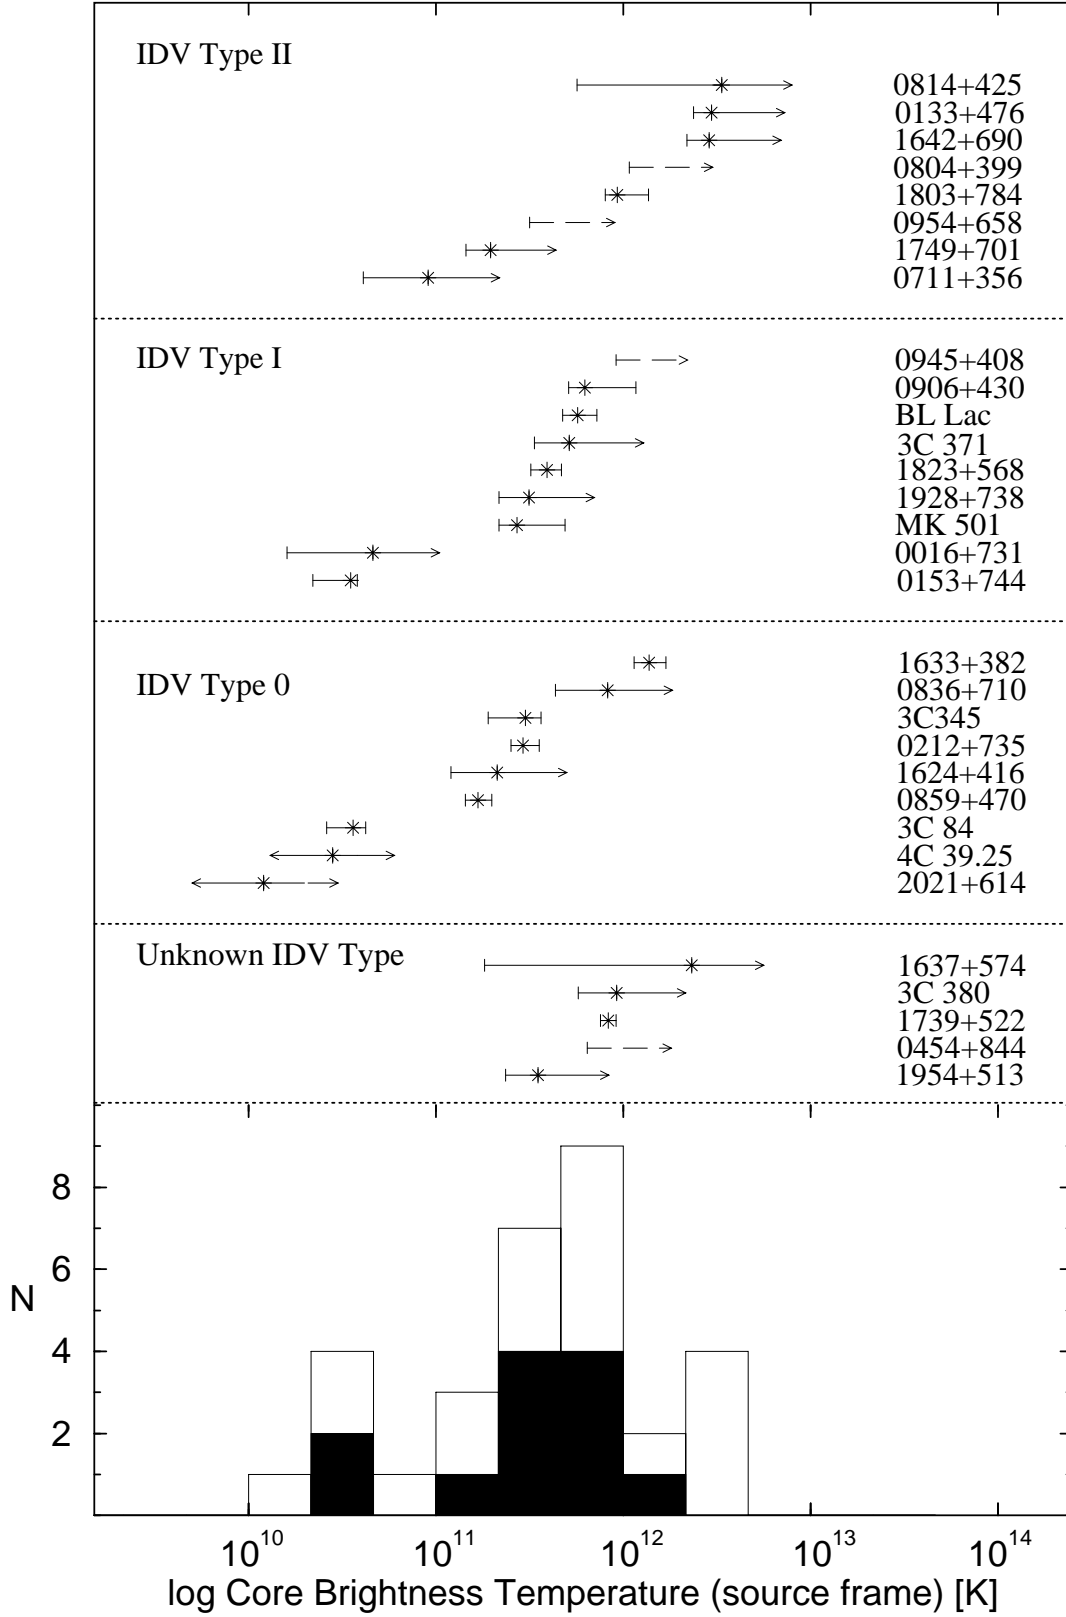 IDV Type II
0814+425
0133+476
1642+690
0804+399
1803+784
0954+658
1749+701
0711+356
IDV Type I
0945+408
0906+430
BL Lac
3C 371
1823+568
1928+738
MK 501
0016+731
0153+744
IDV Type 0
1633+382
0836+710
3C345
0212+735
1624+416
0859+470
3C 84
4C 39.25
2021+614
Unknown IDV Type
1637+574
3C 380
1739+522
0454+844
1954+513
8
6
N
4
2
10^10 10^11 10^12 10^13 10^14
log Core Brightness Temperature (source frame) [K]